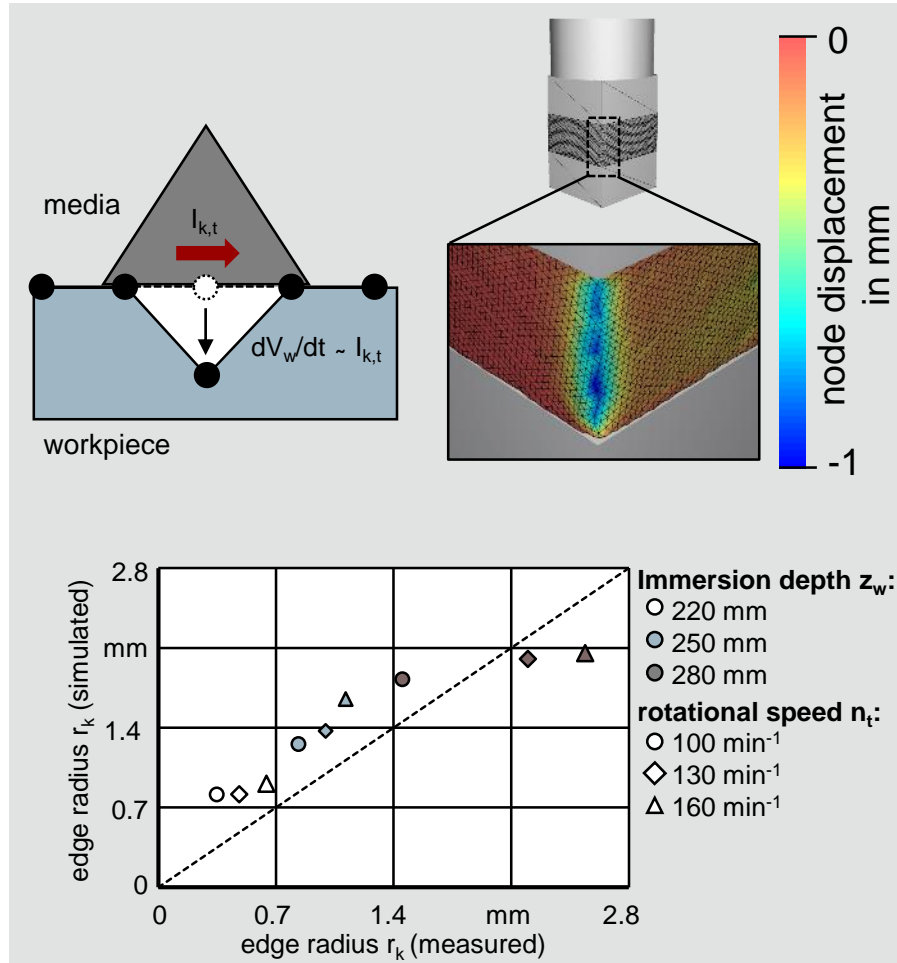 media
I_{k,t}
dV_w/dt ~ I_{k,t}
workpiece
0
node displacement
in mm
-1
2.8
mm
1.4
0.7
0
edge radius r_k (simulated)
0 0.7 1.4 mm 2.8
edge radius r_k (measured)
Immersion depth z_w:
220 mm
250 mm
280 mm
rotational speed n_t:
100 min⁻¹
130 min⁻¹
160 min⁻¹